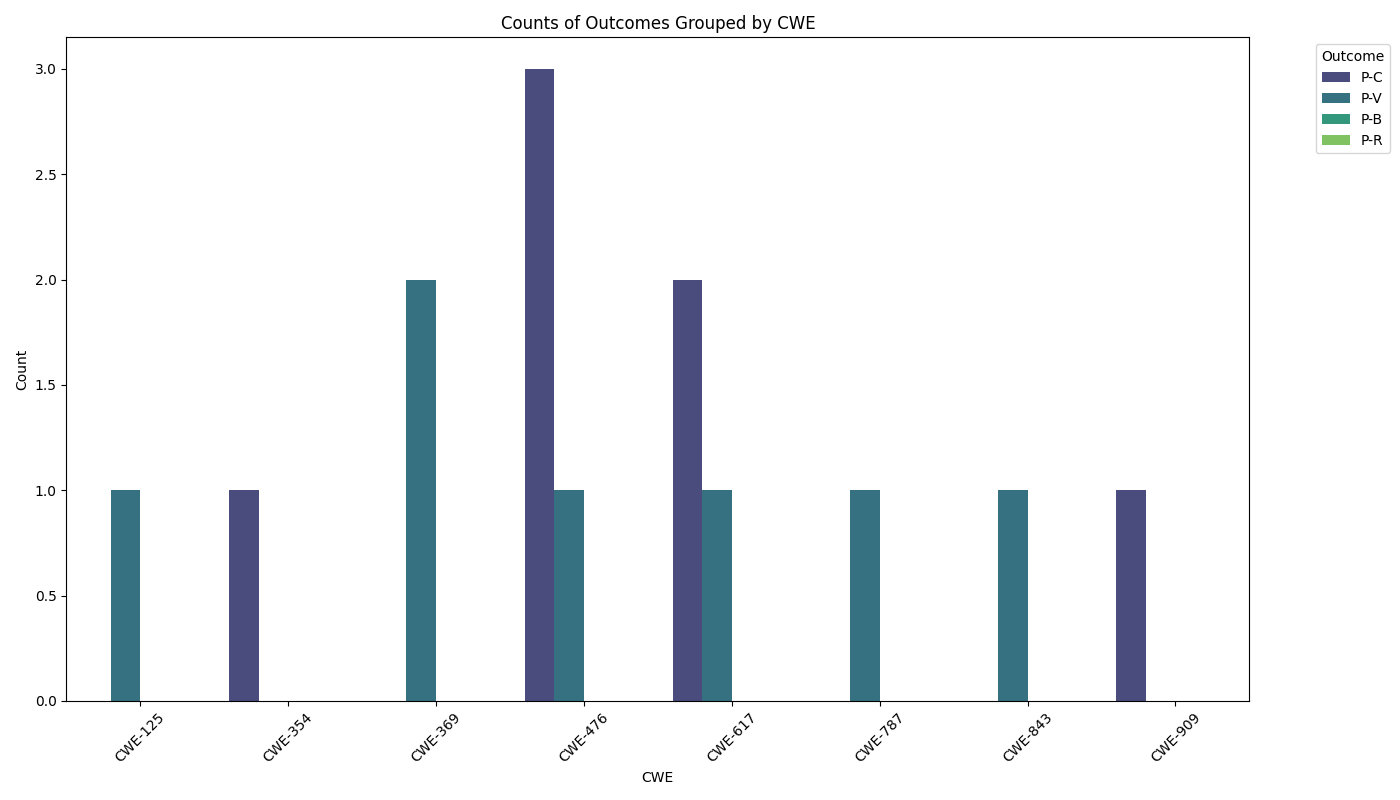 Counts of Outcomes Grouped by CWE
Outcome
P-C
P-V
P-B
P-R
Count
3.0
2.5
2.0
1.5
1.0
0.5
0.0
CWE-125
CWE-354
CWE-369
CWE-476
CWE-617
CWE-787
CWE-843
CWE-909
CWE